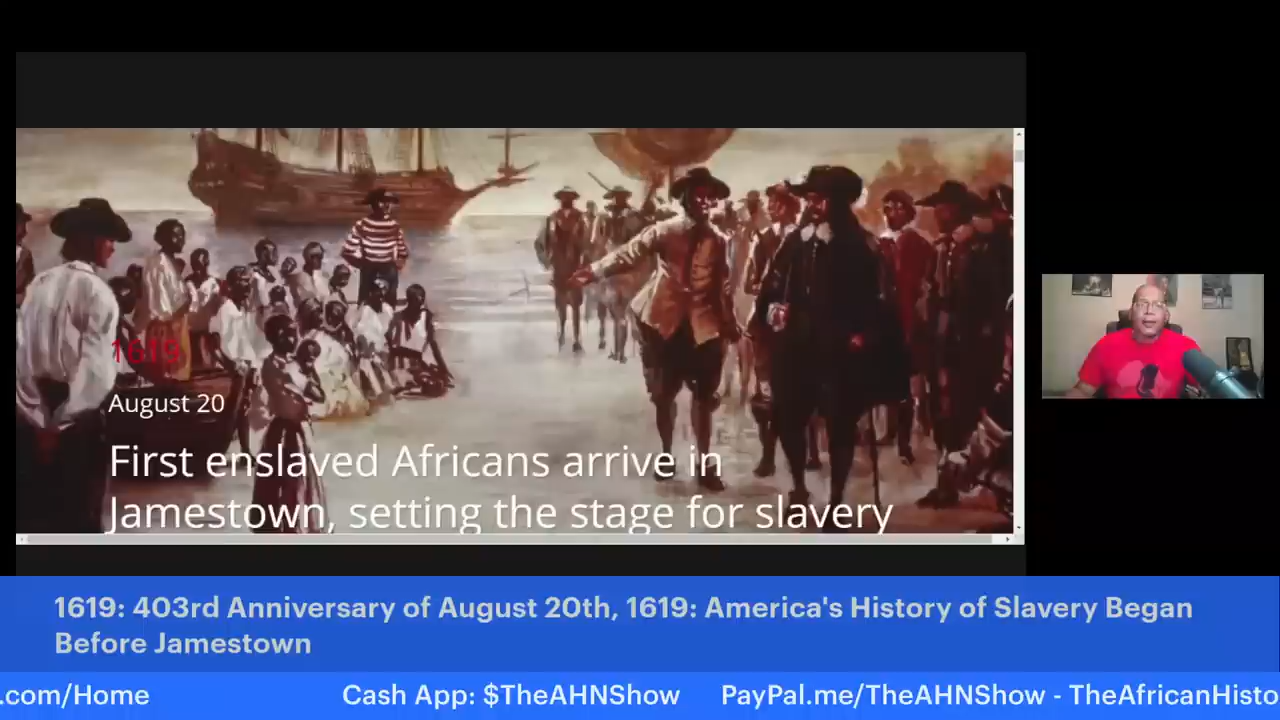 1619
August 20
First enslaved Africans arrive in
Jamestown, setting the stage for slavery
1619: 403rd Anniversary of August 20th, 1619: America's History of Slavery Began
Before Jamestown
.com/Home Cash App: $TheAHNShow PayPal.me/TheAHNShow - TheAfricanHisto